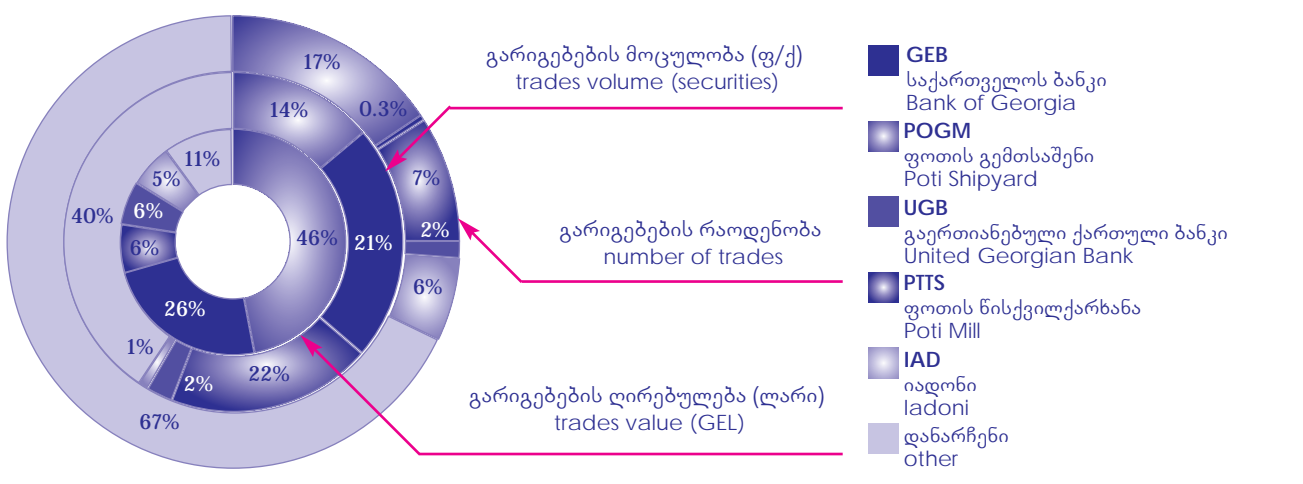 17%
0.3%
7%
2%
6%
67%
14%
21%
22%
2%
1%
40%
46%
26%
6%
6%
5%
11%
გარიგებების მოცულობა (ფ/ქ)
trades volume (securities)
გარიგებების რაოდენობა
number of trades
გარიგებების ღირებულება (ლარი)
trades value (GEL)
GEB
საქართველოს ბანკი
Bank of Georgia
POGM
ფოთის გემთსაშენი
Poti Shipyard
UGB
გაერთიანებული ქართული ბანკი
United Georgian Bank
PTTS
ფოთის წისქვილქარხანა
Poti Mill
IAD
იადონი
Iadoni
დანარჩენი
other